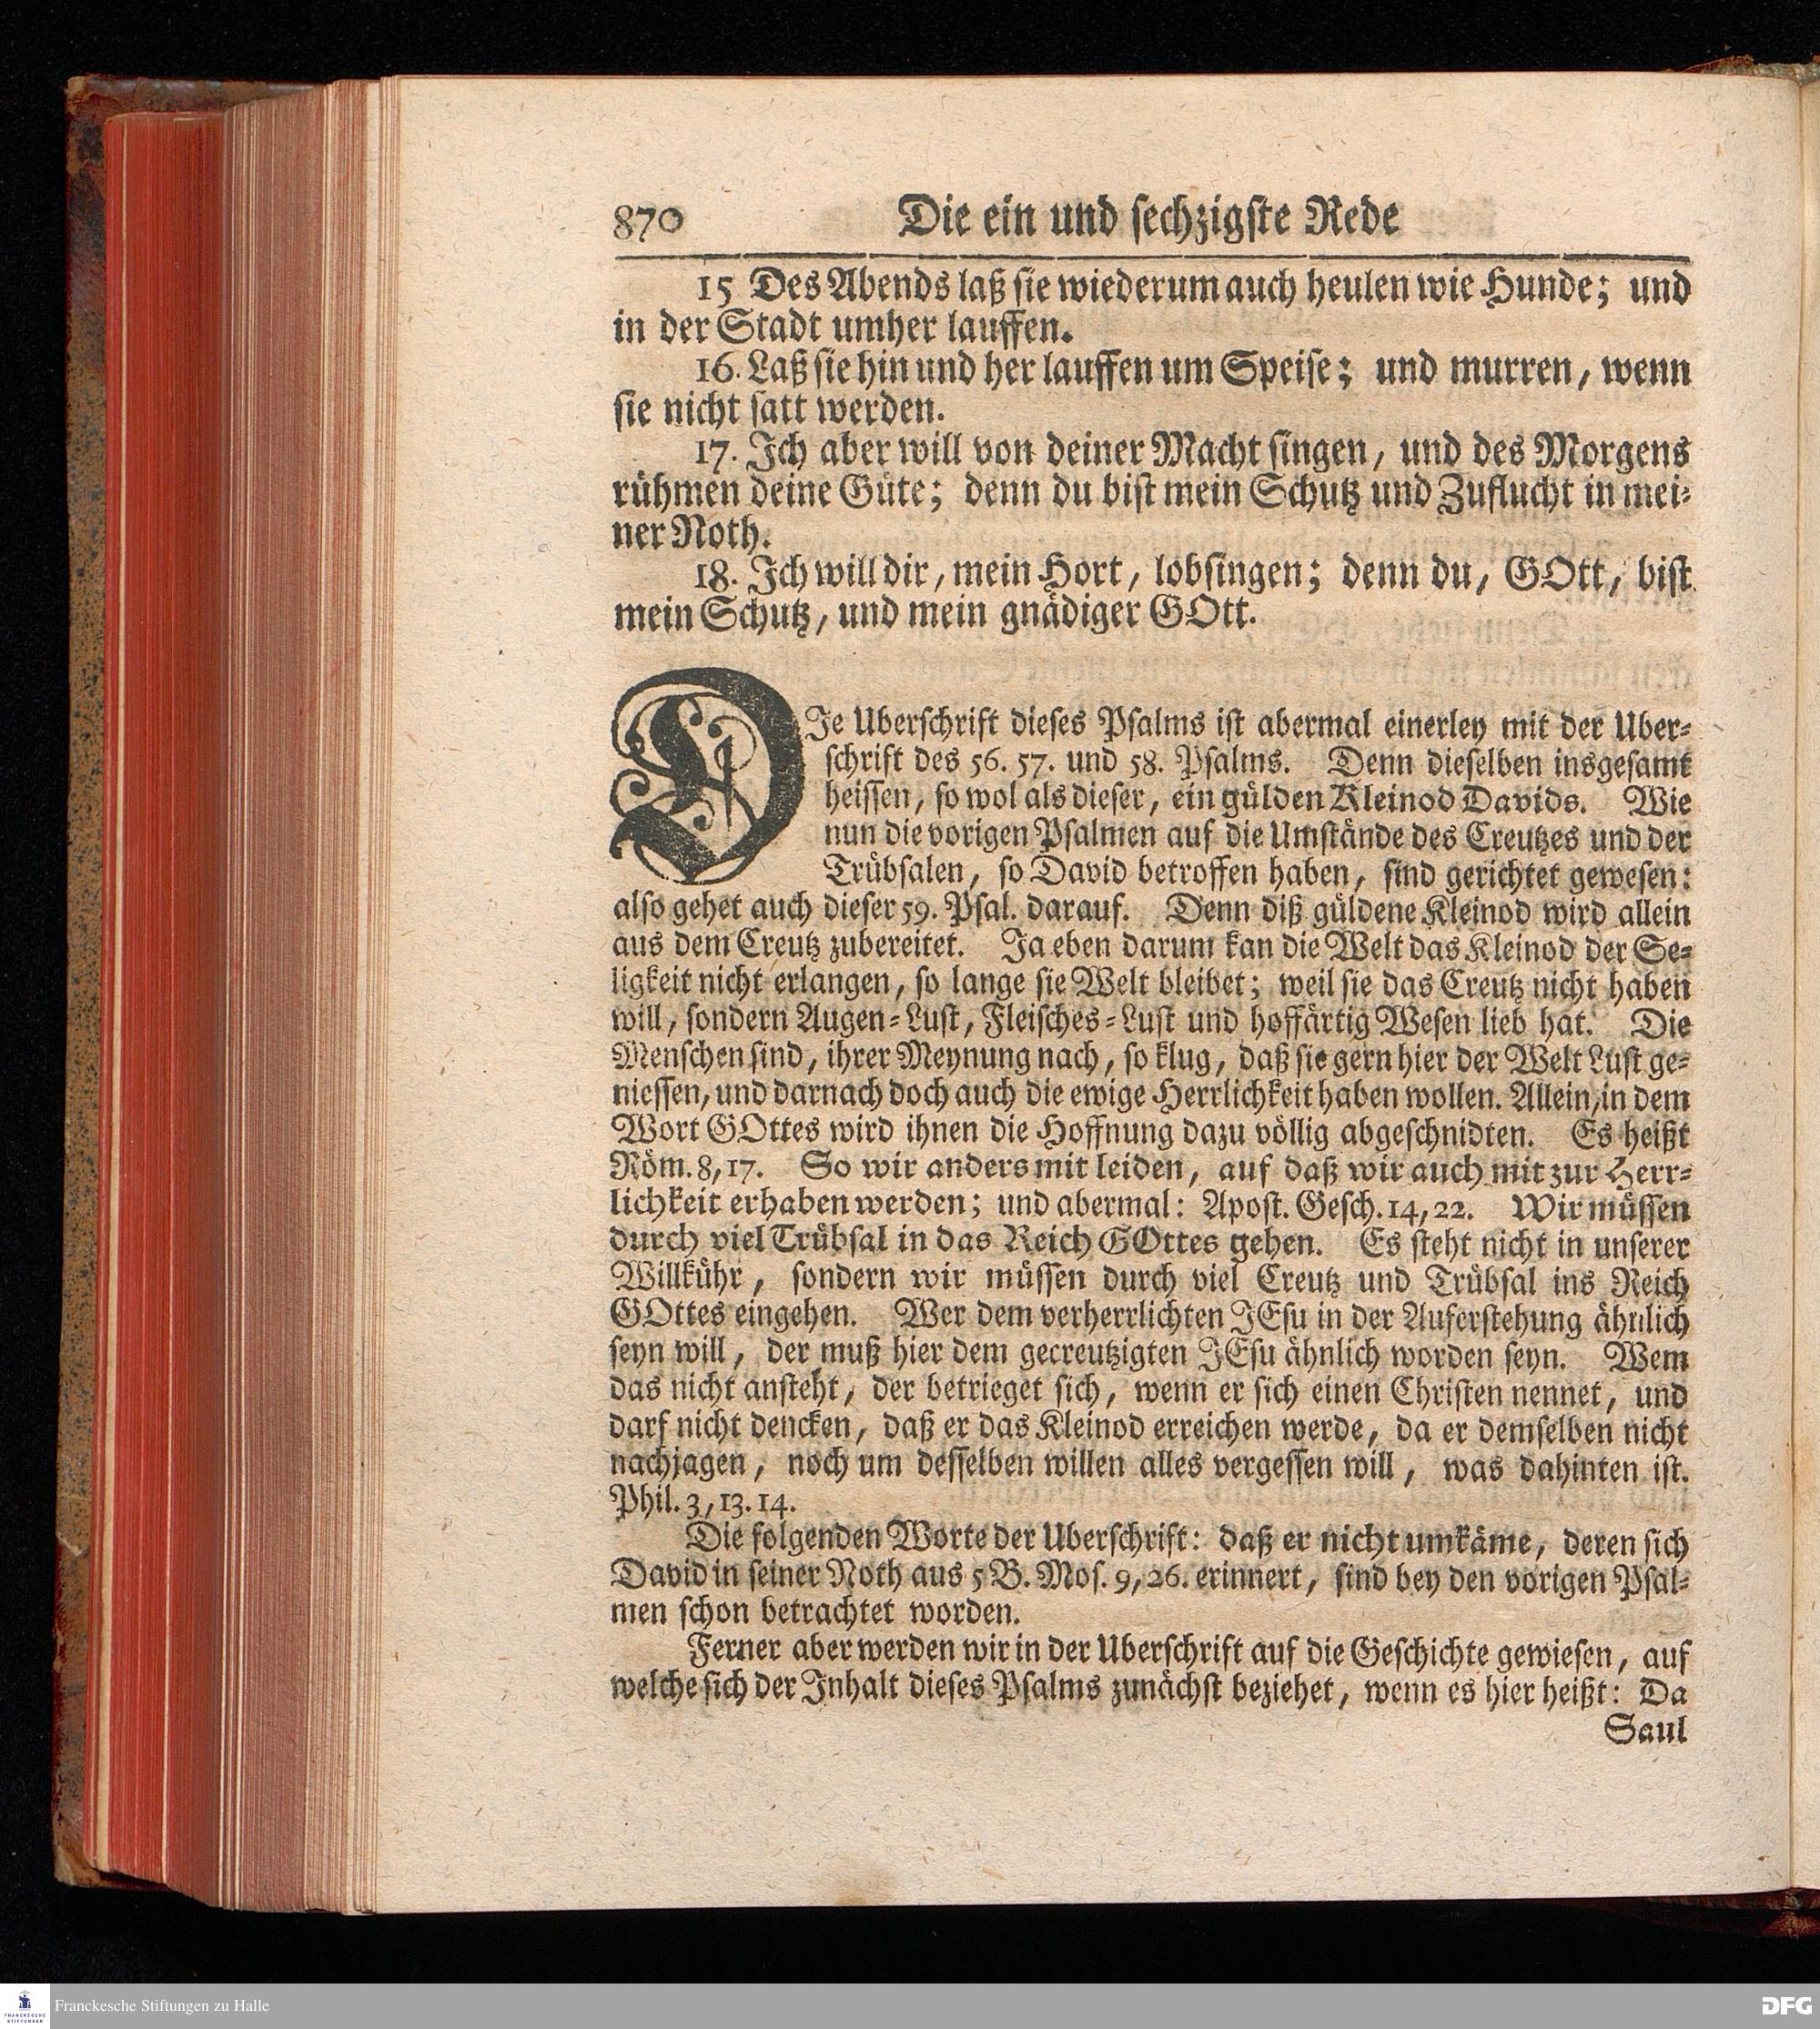 870 Die ein und sechzigste Rede
15 Des Abends laß sie wiederum auch heulen wie Hunde; und
in der Stadt umher lauffen.
16. Laß sie hin und her lauffen um Speise; und murren, wenn
sie nicht satt werden.
17. Ich aber will von deiner Macht singen, und des Morgens
rühmen deine Güte; denn du bist mein Schutz und Zuflucht in mei-
ner Noth.
18. Ich will dir, mein Hort, lobsingen; denn du, GOtt, bist
mein Schutz, und mein gnädiger GOtt.
DIe Uberschrift dieses Psalms ist abermal einerley mit der Uber-
schrift des 56. 57. und 58. Psalms. Denn dieselben insgesamt
heissen, so wol als dieser, ein gülden Kleinod Davids. Wie
nun die vorigen Psalmen auf die Umstände des Creutzes und der
Trübsalen, so David betroffen haben, sind gerichtet gewesen:
also gehet auch dieser 59. Psal. darauf. Denn diß güldene Kleinod wird allein
aus dem Creutz zubereitet. Ja eben darum kan die Welt das Kleinod der Se-
ligkeit nicht erlangen, so lange sie Welt bleibet; weil sie das Creutz nicht haben
will, sondern Augen-Lust, Fleisches-Lust und hoffärtig Wesen lieb hat. Die
Menschen sind, ihrer Meynung nach, so klug, daß sie gern hier der Welt Lust ge-
niessen, und darnach doch auch die ewige Herrlichkeit haben wollen. Allein, in dem
Wort GOttes wird ihnen die Hoffnung dazu völlig abgeschnidten. Es heißt
Röm. 8, 17. So wir anders mit leiden, auf daß wir auch mit zur Herr-
lichkeit erhaben werden; und abermal: Apost. Gesch. 14, 22. Wir müssen
durch viel Trübsal in das Reich GOttes gehen. Es steht nicht in unserer
Willkühr, sondern wir müssen durch viel Creutz und Trübsal ins Reich
GOttes eingehen. Wer dem verherrlichten JEsu in der Auferstehung ähnlich
seyn will, der muß hier dem gecreutzigten JEsu ähnlich worden seyn. Wem
das nicht ansteht, der betrieget sich, wenn er sich einen Christen nennet, und
darf nicht dencken, daß er das Kleinod erreichen werde, da er demselben nicht
nachjagen, noch um desselben willen alles vergessen will, was dahinten ist.
Phil. 3, 13. 14.
Die folgenden Worte der Uberschrift: daß er nicht umkäme, deren sich
David in seiner Noth aus 5 B. Mos. 9, 26. erinnert, sind bey den vorigen Psal-
men schon betrachtet worden.
Ferner aber werden wir in der Uberschrift auf die Geschichte gewiesen, auf
welche sich der Inhalt dieses Psalms zunächst beziehet, wenn es hier heißt: Da
Saul
FRANCKESCHE
STIFTUNGEN
Franckesche Stiftungen zu Halle
DFG